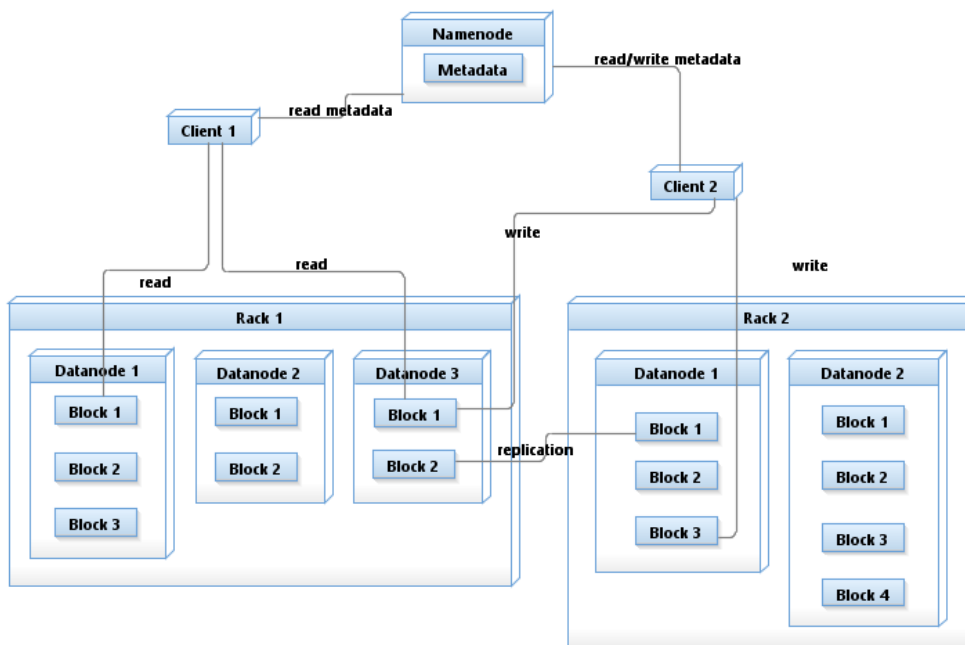 Namenode
Metadata
read/write metadata
read metadata
Client 1
Client 2
write
read
read
write
Rack 1
Rack 2
Datanode 1
Block 1
Block 2
Block 3
Datanode 2
Block 1
Block 2
Datanode 3
Block 1
Block 2
replication
Datanode 1
Block 1
Block 2
Block 3
Datanode 2
Block 1
Block 2
Block 3
Block 4